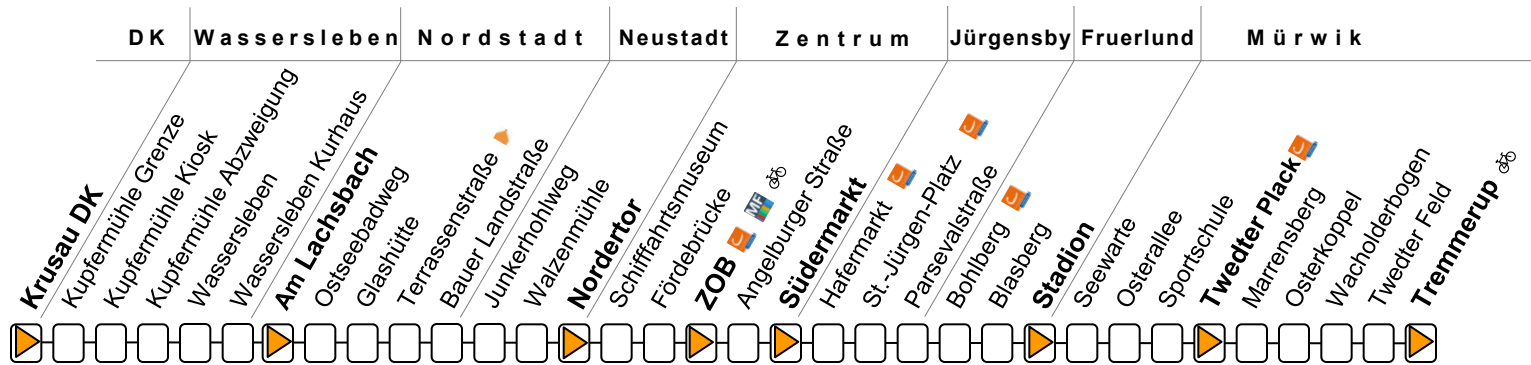 DK
Wassersleben
Nordstadt
Neustadt
Zentrum
Jürgensby
Fruerlund
Mürwik
Krusau DK
Kupfermühle Grenze
Kupfermühle Kiosk
Kupfermühle Abzweigung
Wassersleben
Wassersleben Kurhaus
Am Lachsbach
Ostseebadweg
Glashütte
Terrassenstraße
Bauer Landstraße
Junkerhohlweg
Walzenmühle
Nordertor
Schifffahrtsmuseum
Fördebrücke
ZOB
MF
Angelburger Straße
Südermarkt
Hafermarkt
St.-Jürgen-Platz
Parsevalstraße
Bohlberg
Blasberg
Stadion
Seewarte
Osterallee
Sportschule
Twedter Plack
Marrensberg
Osterkoppel
Wacholderbogen
Twedter Feld
Tremmerup